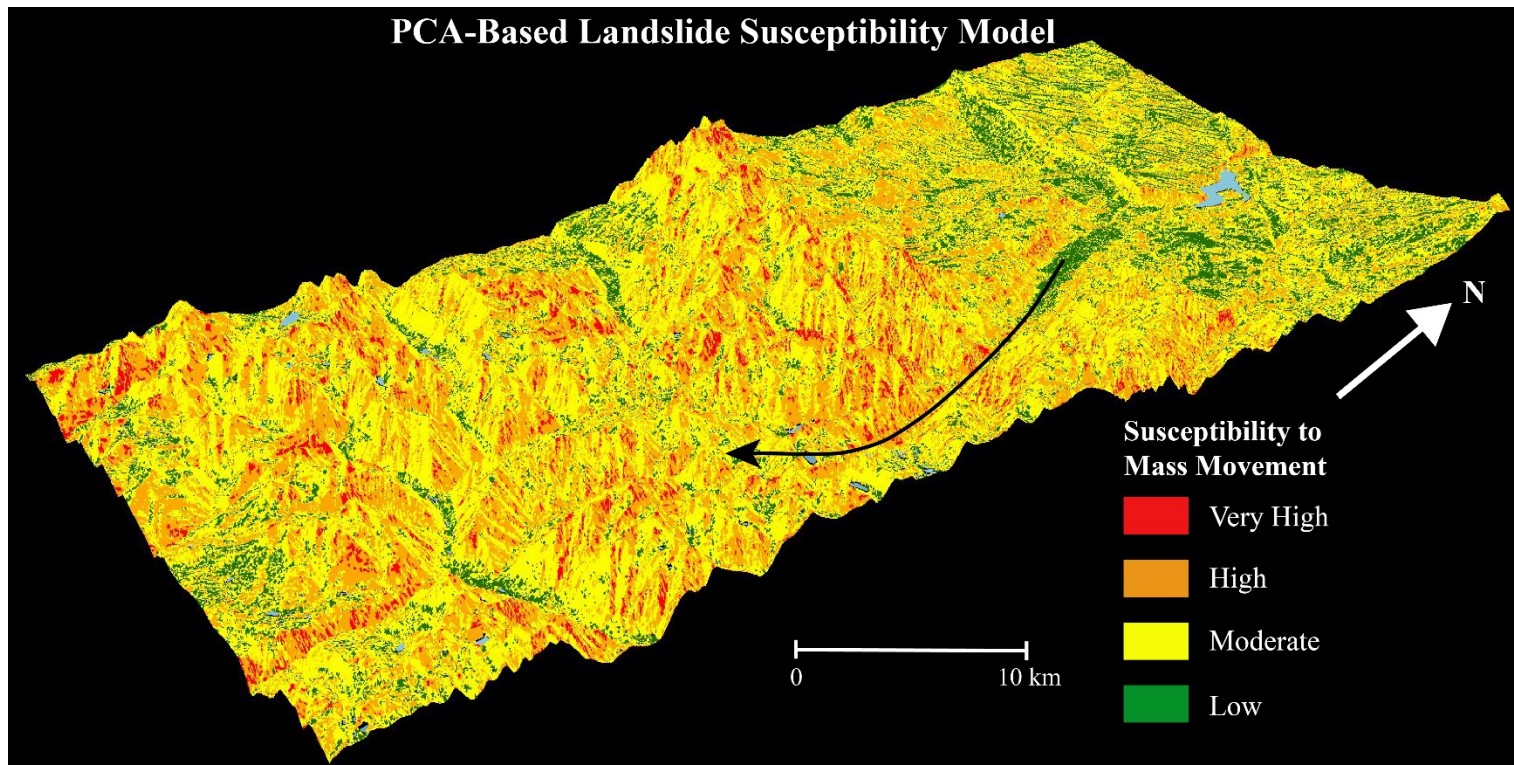 PCA-Based Landslide Susceptibility Model
N
Susceptibility to
Mass Movement
Very High
High
Moderate
Low
0 10 km